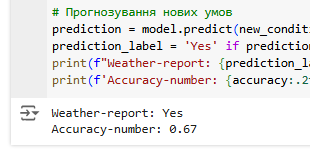 # Прогнозування нових умов
prediction = model.predict(new_conditi
prediction_label = 'Yes' if prediction
print(f"Weather-report: {prediction_la
print(f'Accuracy-number: {accuracy:.2
Weather-report: Yes
Accuracy-number: 0.67